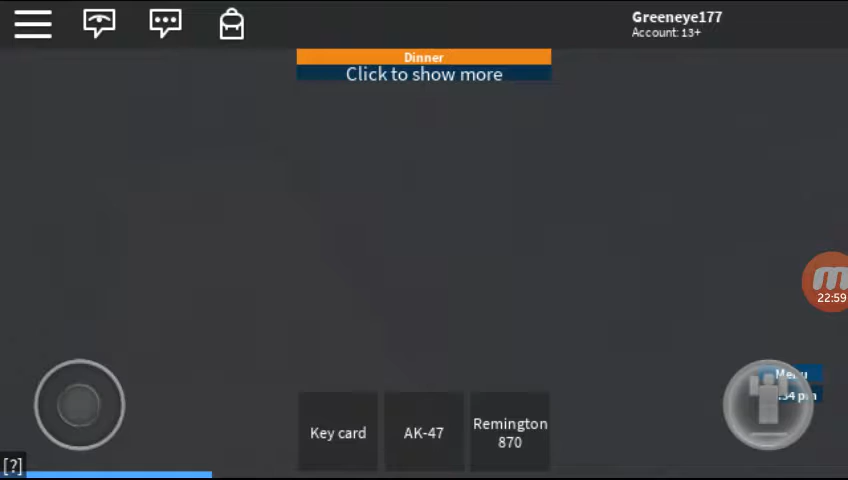 Greeneye177
Account: 13+
Dinner
Click to show more
22:59
Menu
Key card
AK-47
Remington
870
[?]